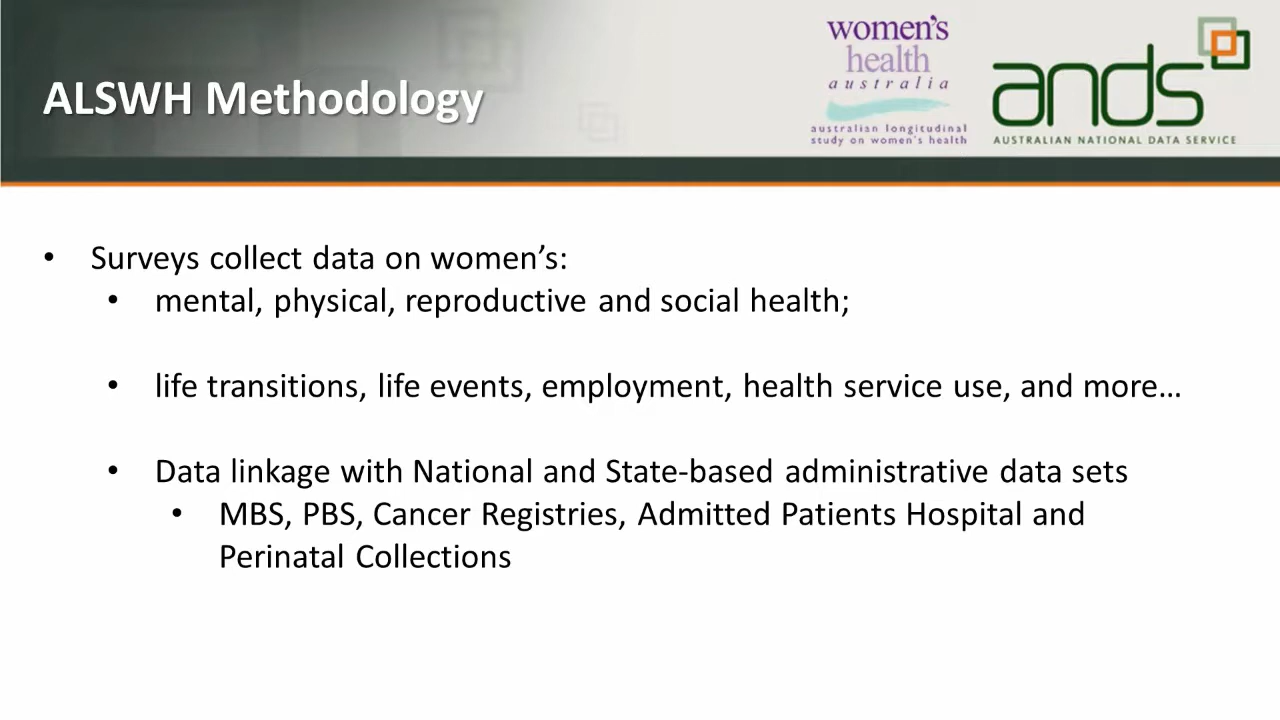 ALSWH Methodology
women's
health
australia
australian longitudinal
study on women's health
ands
AUSTRALIAN NATIONAL DATA SERVICE
• Surveys collect data on women’s:
• mental, physical, reproductive and social health;
• life transitions, life events, employment, health service use, and more…
• Data linkage with National and State-based administrative data sets
• MBS, PBS, Cancer Registries, Admitted Patients Hospital and
Perinatal Collections